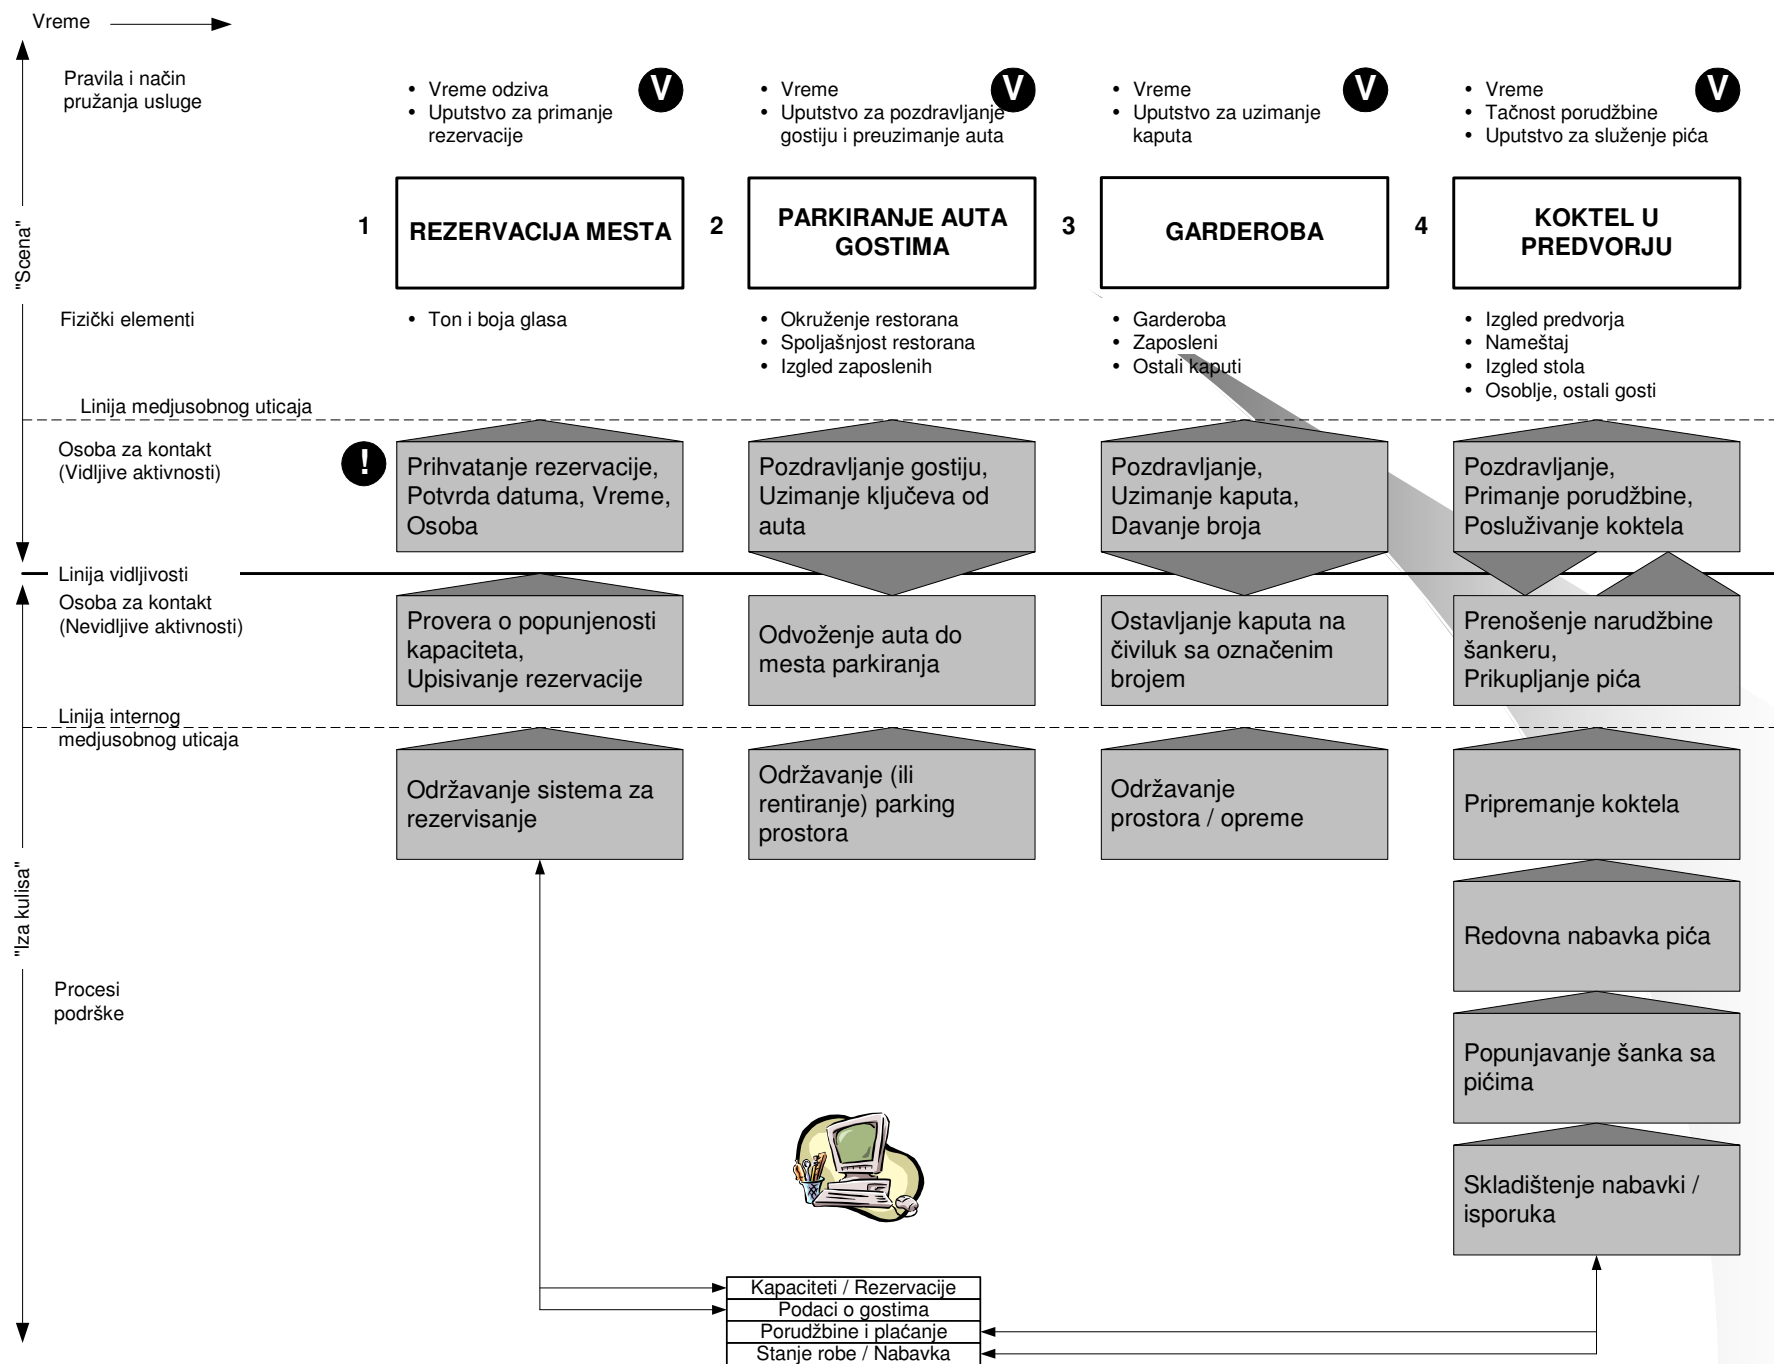 Vreme
"Scena"
"Iza kulisa"
Pravila i način
pružanja usluge
• Vreme odziva
• Uputstvo za primanje
rezervacije
V
• Vreme
• Uputstvo za pozdravljanje
gostiju i preuzimanje auta
V
• Vreme
• Uputstvo za uzimanje
kaputa
V
• Vreme
• Tačnost porudžbine
• Uputstvo za služenje pića
V
1
REZERVACIJA MESTA
2
PARKIRANJE AUTA
GOSTIMA
3
GARDEROBA
4
KOKTEL U
PREDVORJU
Fizički elementi
• Ton i boja glasa
• Okruženje restorana
• Spoljašnjost restorana
• Izgled zaposlenih
• Garderoba
• Zaposleni
• Ostali kaputi
• Izgled predvorja
• Nameštaj
• Izgled stola
• Osoblje, ostali gosti
Linija medjusobnog uticaja
Osoba za kontakt
(Vidljive aktivnosti)
!
Prihvatanje rezervacije,
Potvrda datuma, Vreme,
Osoba
Pozdravljanje gostiju,
Uzimanje ključeva od
auta
Pozdravljanje,
Uzimanje kaputa,
Davanje broja
Pozdravljanje,
Primanje porudžbine,
Posluživanje koktela
Linija vidljivosti
Osoba za kontakt
(Nevidljive aktivnosti)
Provera o popunjenosti
kapaciteta,
Upisivanje rezervacije
Odvoženje auta do
mesta parkiranja
Ostavljanje kaputa na
čiviluk sa označenim
brojem
Prenošenje narudžbine
šankeru,
Prikupljanje pića
Linija internog
medjusobnog uticaja
Održavanje sistema za
rezervisanje
Održavanje (ili
rentiranje) parking
prostora
Održavanje
prostora / opreme
Pripremanje koktela
Redovna nabavka pića
Procesi
podrške
Popunjavanje šanka sa
pićima
Skladištenje nabavki /
isporuka
Kapaciteti / Rezervacije
Podaci o gostima
Porudžbine i plaćanje
Stanje robe / Nabavka